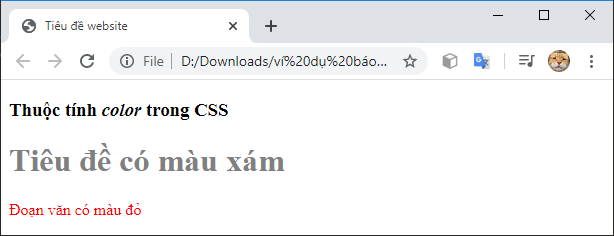 Tiêu đề website
File
D:/Downloads/ví%20dụ%20báo...
Thuộc tính color trong CSS
Tiêu đề có màu xám
Đoạn văn có màu đỏ